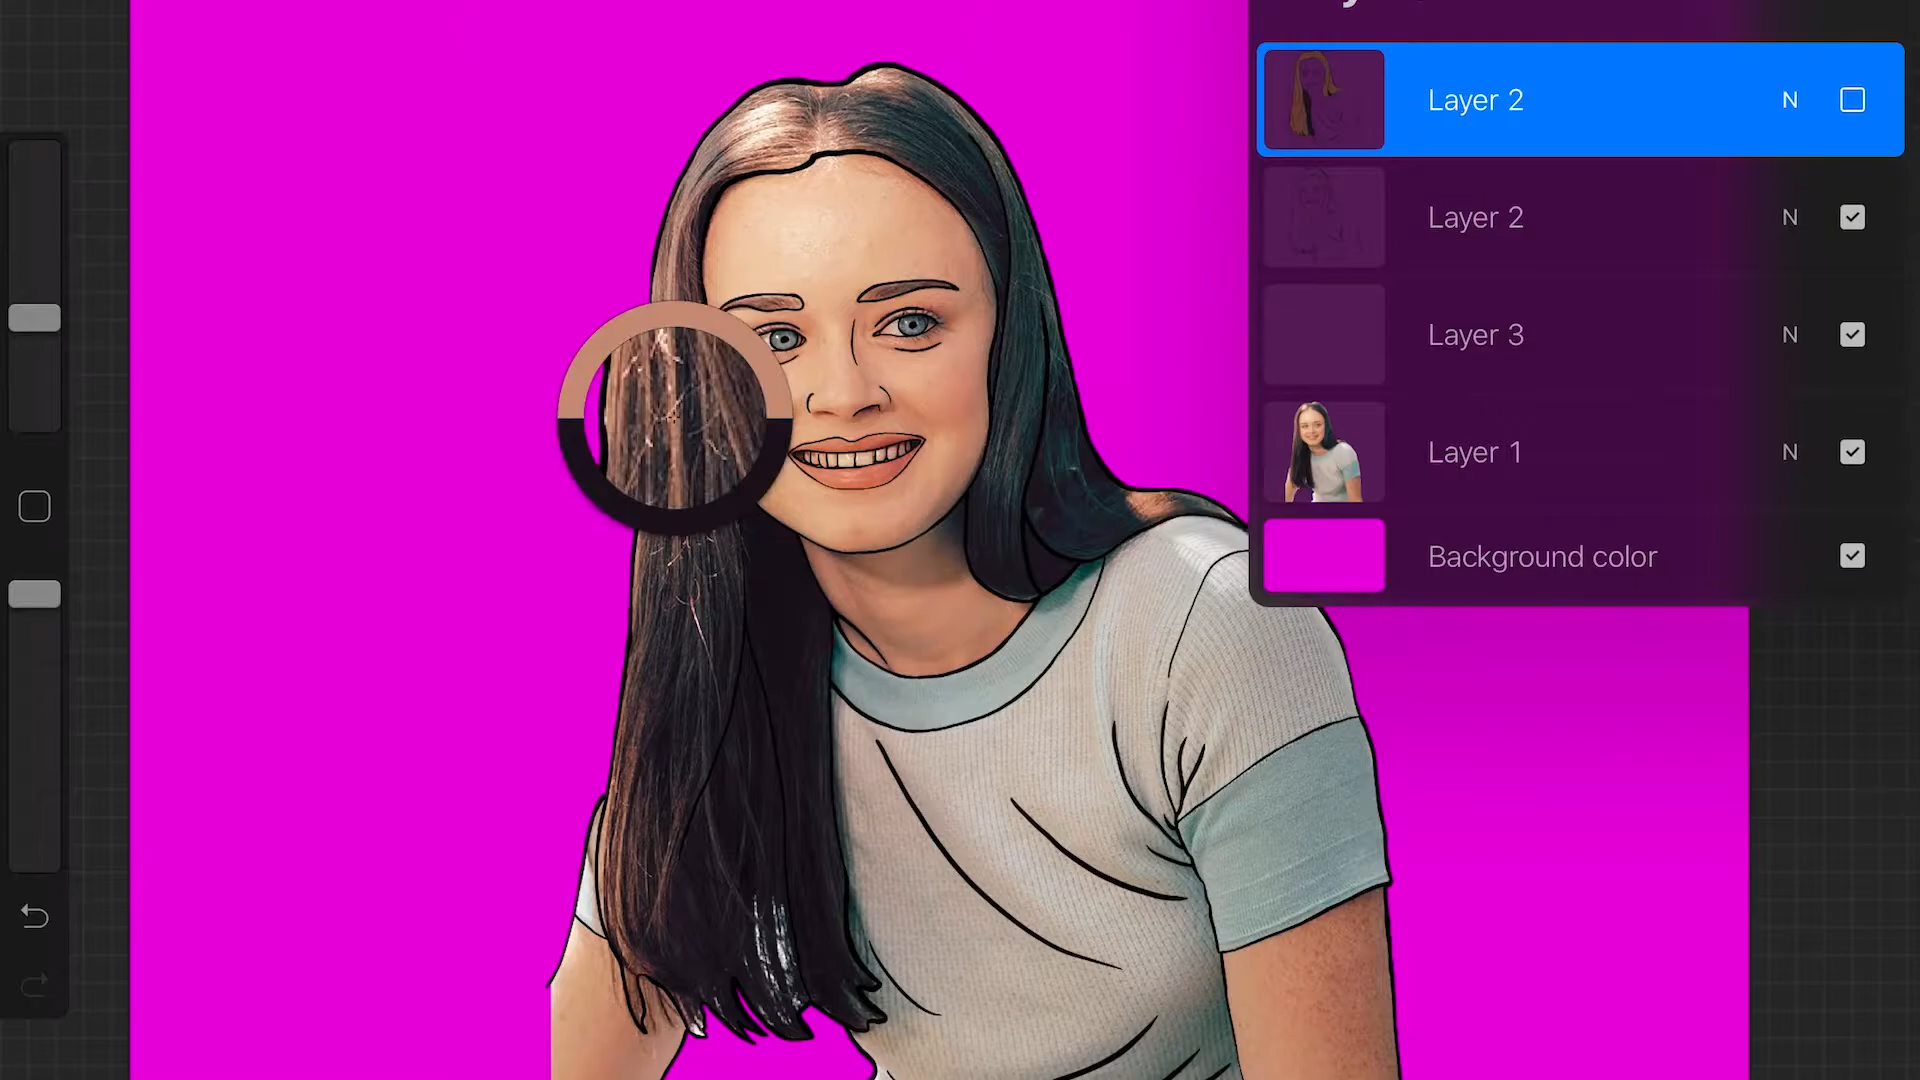 Layer 2 N
Layer 2 N
Layer 3 N
Layer 1 N
Background color